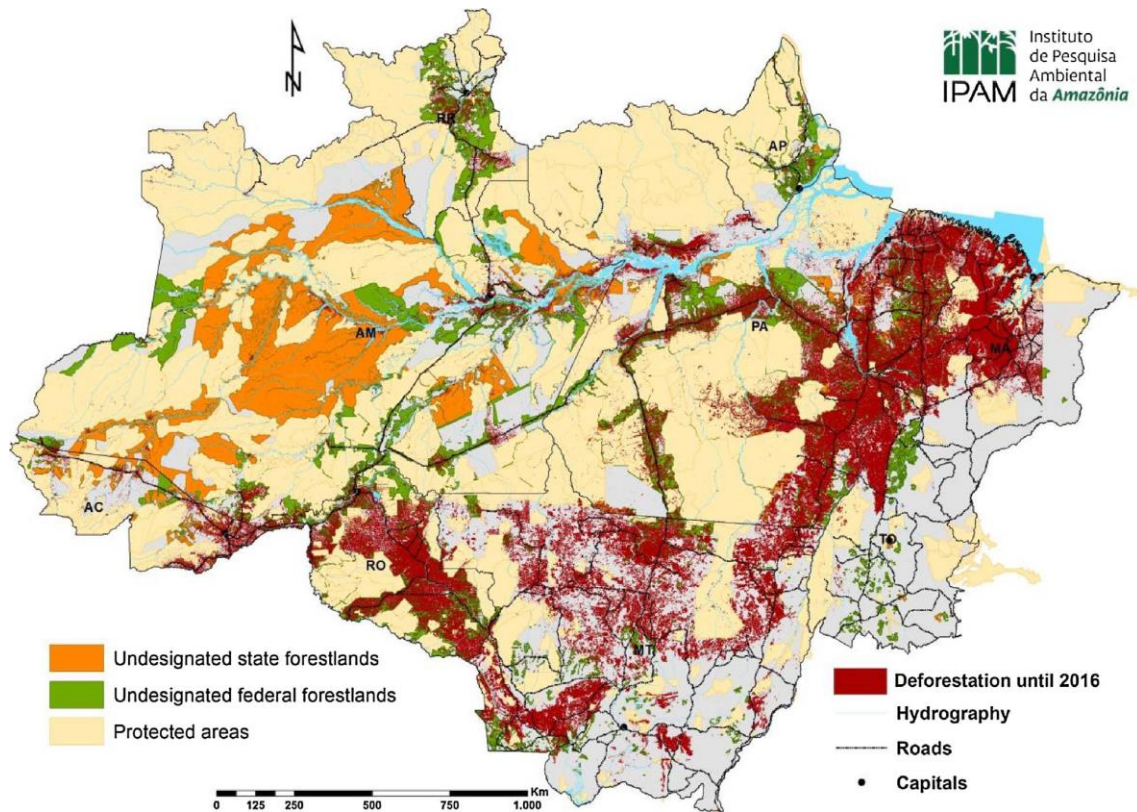 N
Instituto
de Pesquisa
Ambiental
da Amazônia
IPAM
RR
AP
AM
PA
MA
AC
RO
TO
MT
Undesignated state forestlands
Undesignated federal forestlands
Protected areas
Deforestation until 2016
Hydrography
Roads
Capitals
0 125 250 500 750 1.000 Km